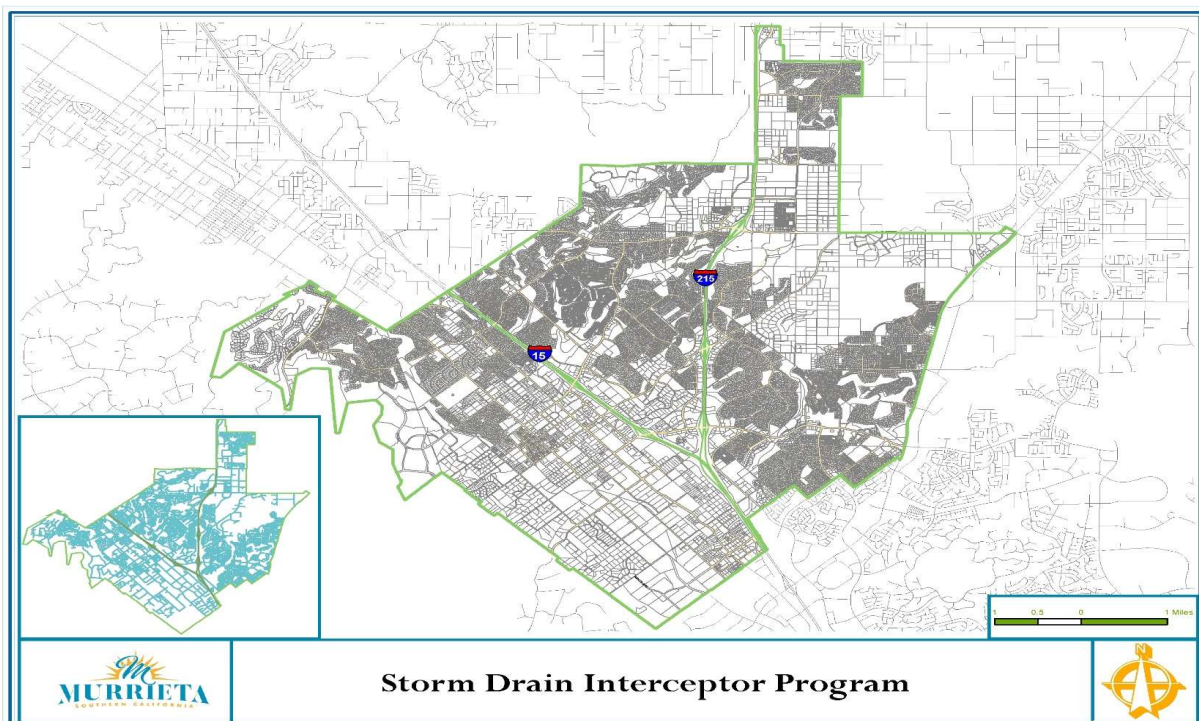 215
15
1 0.5 0 1 Miles
MURRIETA
SOUTHERN CALIFORNIA
Storm Drain Interceptor Program
N